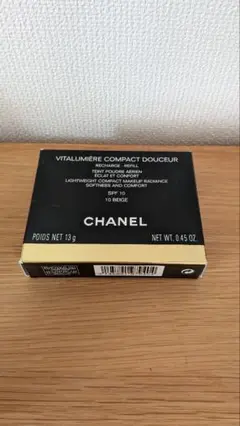 VITALUMIÈRE COMPACT DOUCEUR
RECHARGE - REFILL
TEINT POUDRE AÉRIEN
ÉCLAT ET CONFORT
LIGHTWEIGHT COMPACT MAKEUP RADIANCE
SOFTNESS AND COMFORT
SPF 10
10 BEIGE
CHANEL
POIDS NET 13 g
NET WT. 0.45 OZ.